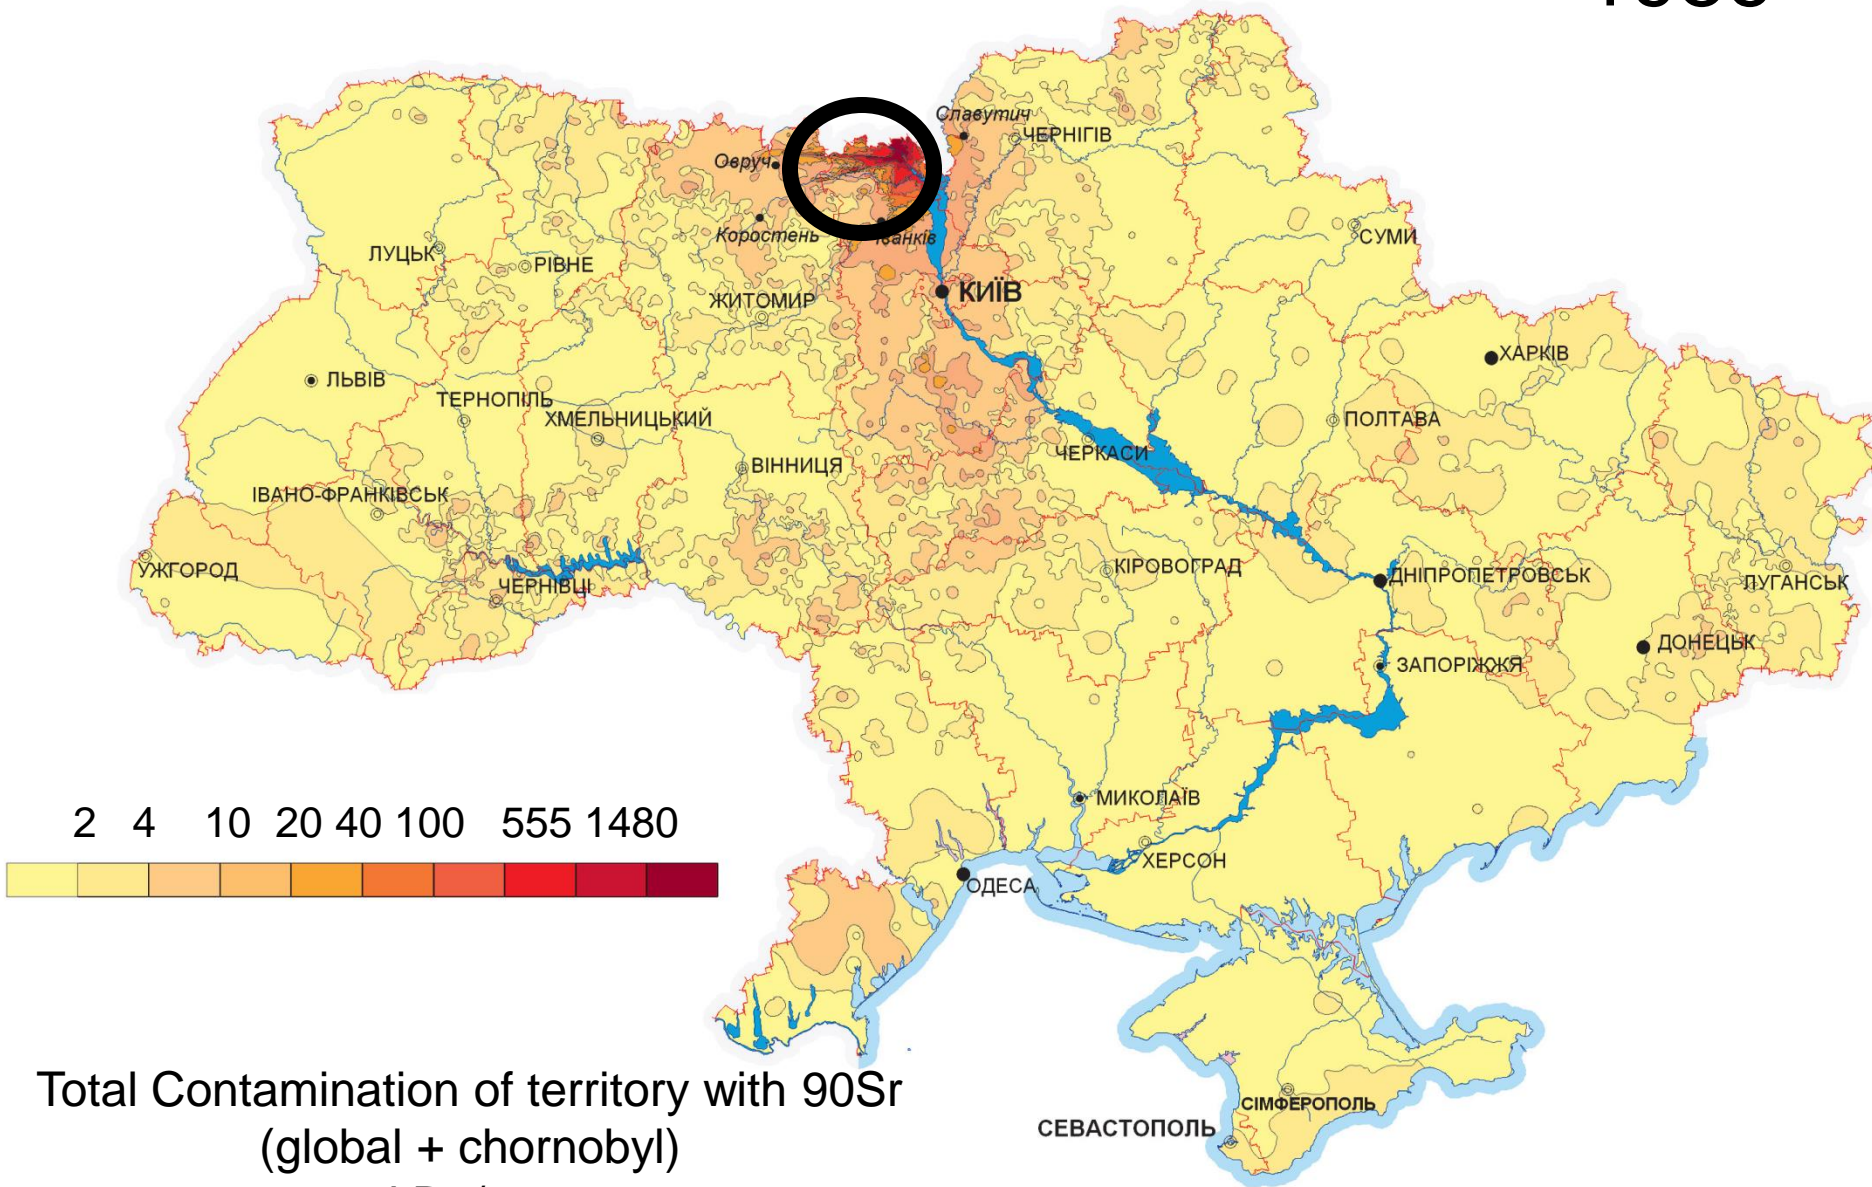 Славутич
ЧЕРНІГІВ
Овруч
Коростень
Іванків
СУМИ
ЛУЦЬК
РІВНЕ
ЖИТОМИР
КИЇВ
ХАРКІВ
ЛЬВІВ
ТЕРНОПІЛЬ
ХМЕЛЬНИЦЬКИЙ
ПОЛТАВА
ЧЕРКАСИ
ВІННИЦЯ
ІВАНО-ФРАНКІВСЬК
УЖГОРОД
ЧЕРНІВЦІ
КІРОВОГРАД
ДНІПРОПЕТРОВСЬК
ЛУГАНСЬК
ДОНЕЦЬК
ЗАПОРІЖЖЯ
МИКОЛАЇВ
2 4 10 20 40 100 555 1480
ХЕРСОН
ОДЕСА
Total Contamination of territory with 90Sr
(global + chornobyl)
СІМФЕРОПОЛЬ
СЕВАСТОПОЛЬ